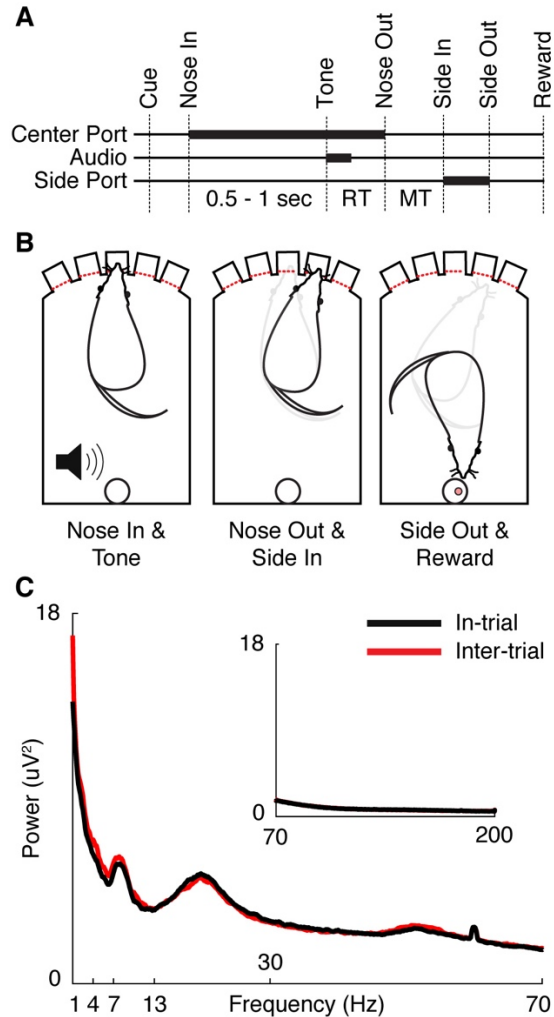 A
Cue
Nose In
Tone
Nose Out
Side In
Side Out
Reward
Center Port
Audio
Side Port
0.5 - 1 sec RT MT
B
Nose In & Tone
Nose Out & Side In
Side Out & Reward
C
18
Power (uV²)
0
In-trial
Inter-trial
18
0
70 200
30
1 4 7 13 Frequency (Hz) 70